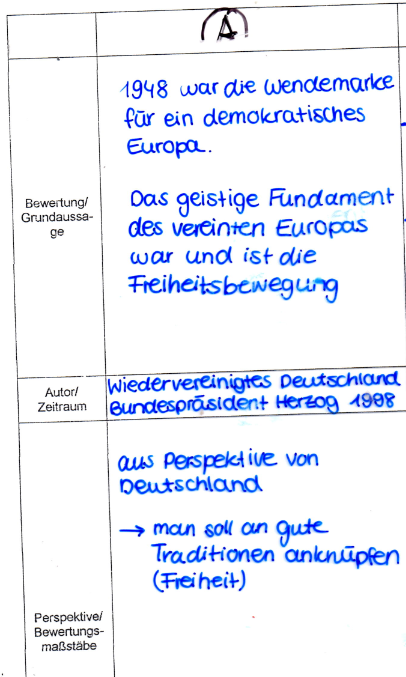 A
Bewertung/
Grundaussa-
ge
1948 war die Wendemarke
für ein demokratisches
Europa.
Das geistige Fundament
des vereinten Europas
war und ist die
Freiheitsbewegung
Autor/
Zeitraum
Wiedervereinigtes Deutschland
Bundespräsident Herzog 1998
Perspektive/
Bewertungs-
maßstäbe
aus Perspektive von
Deutschland
→ man soll an gute
Traditionen anknüpfen
(Freiheit)